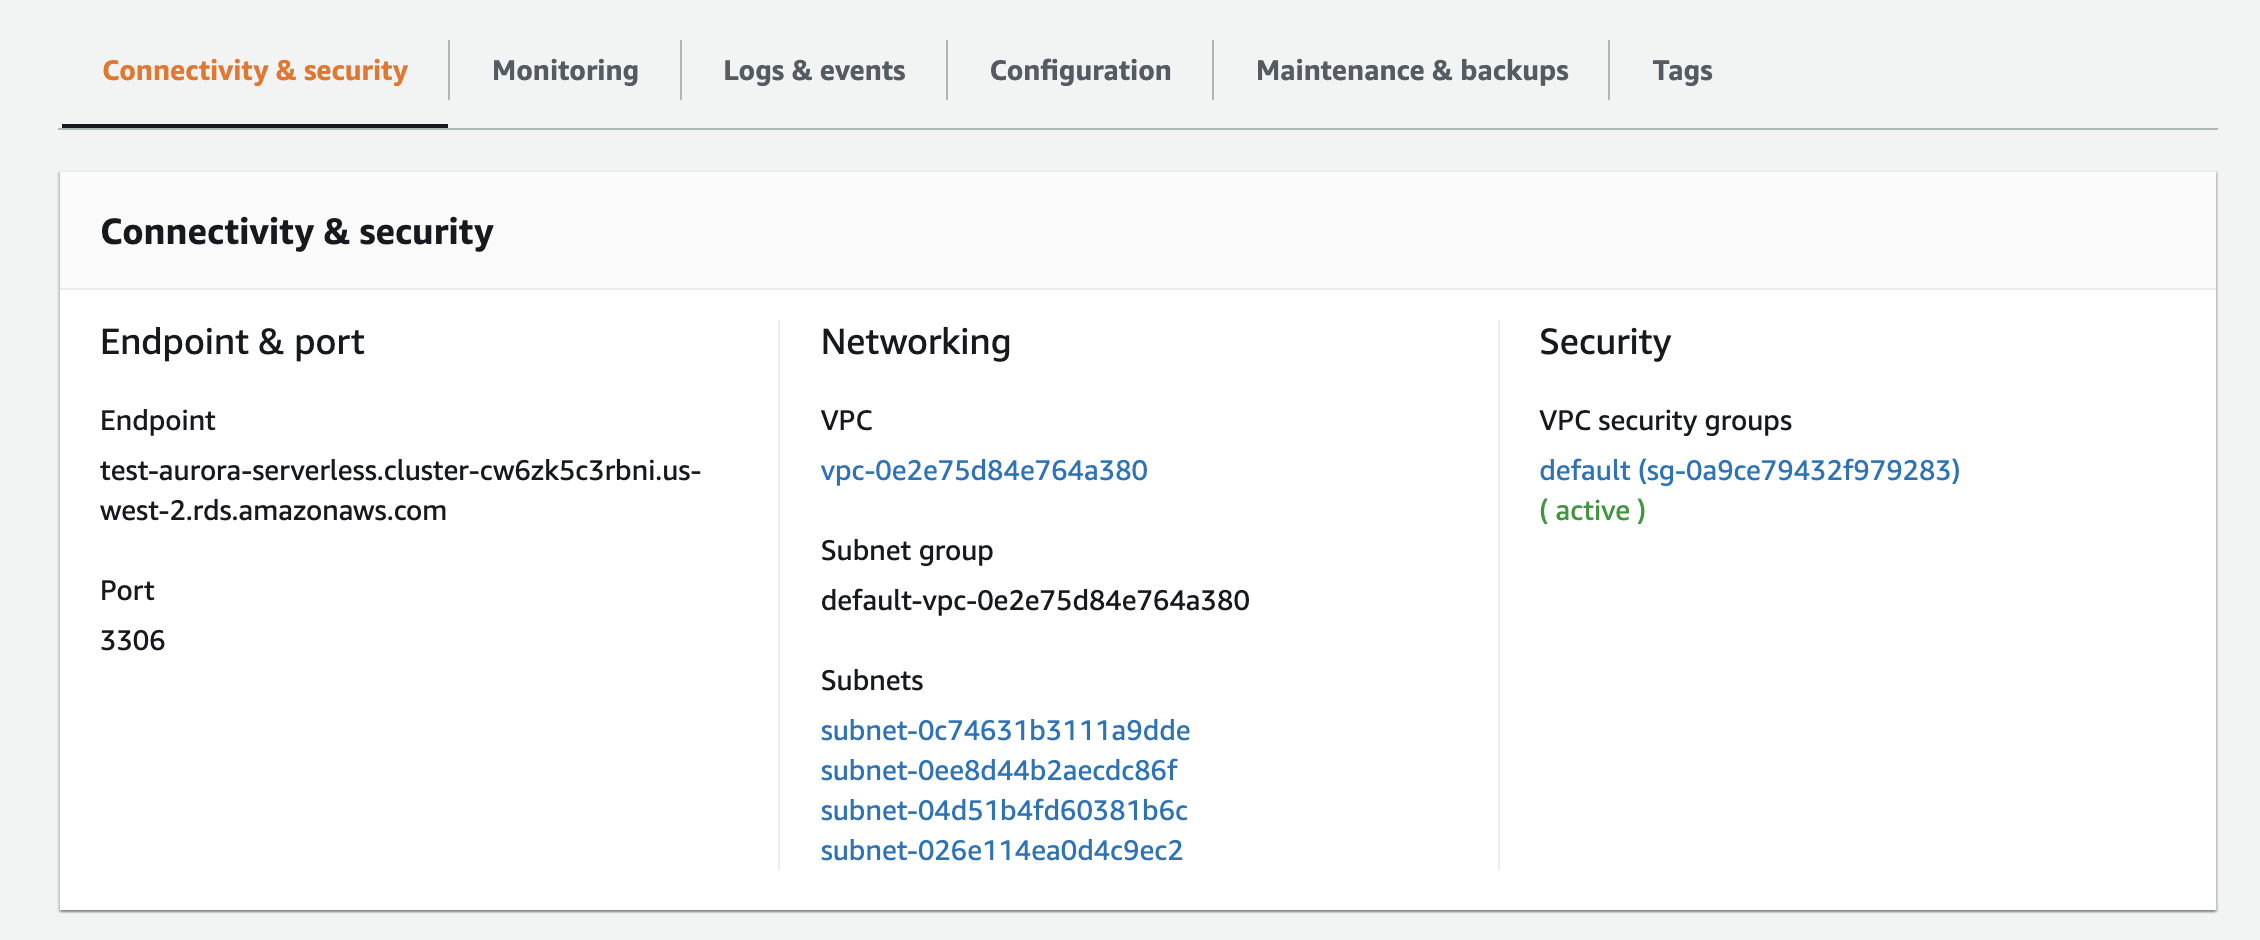 Connectivity & security
Monitoring
Logs & events
Configuration
Maintenance & backups
Tags
Connectivity & security
Endpoint & port
Endpoint
test-aurora-serverless.cluster-cw6zk5c3rbni.us-
west-2.rds.amazonaws.com
Port
3306
Networking
VPC
vpc-0e2e75d84e764a380
Subnet group
default-vpc-0e2e75d84e764a380
Subnets
subnet-0c74631b3111a9dde
subnet-0ee8d44b2aecdc86f
subnet-04d51b4fd60381b6c
subnet-026e114ea0d4c9ec2
Security
VPC security groups
default (sg-0a9ce79432f979283)
( active )